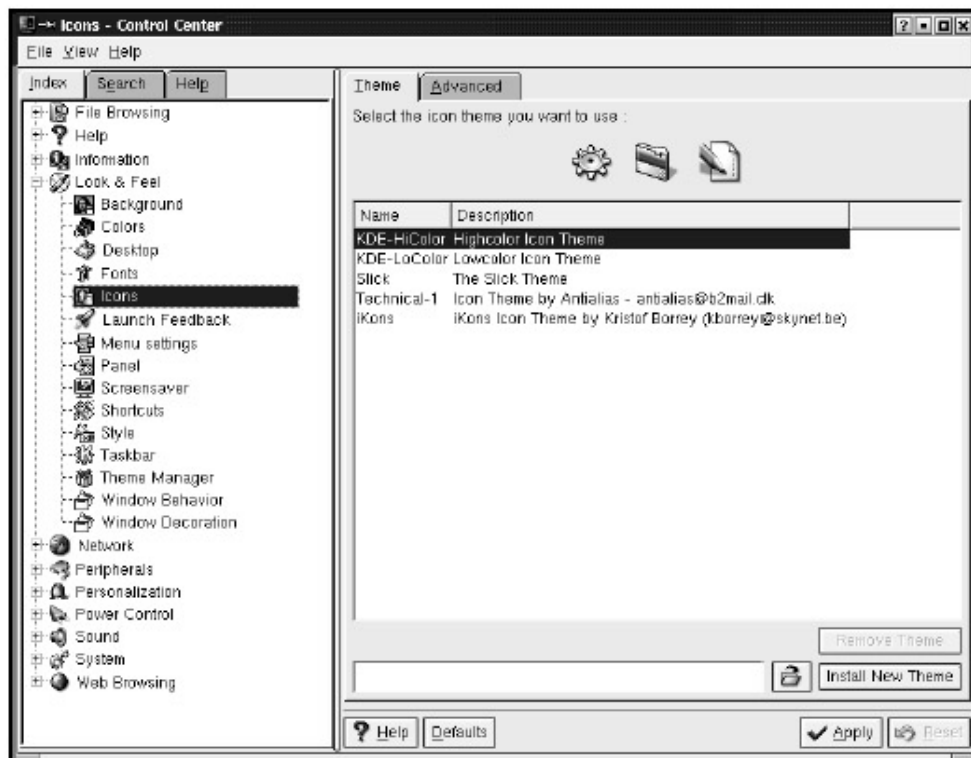 Icons - Control Center
File View Help
Index Search Help
File Browsing
Help
Information
Look & Feel
Background
Colors
Desktop
Fonts
Icons
Launch Feedback
Menu settings
Panel
Screensaver
Shortcuts
Style
Taskbar
Theme Manager
Window Behavior
Window Decoration
Network
Peripherals
Personalization
Power Control
Sound
System
Web Browsing
Theme Advanced
Select the icon theme you want to use :
Name Description
KDE-HiColor Highcolor Icon Theme
KDE-LoColor Lowcolor Icon Theme
Slick The Slick Theme
Technical-1 Icon Theme by Antialias - antialias@b2mail.dk
iKons iKons Icon Theme by Kristof Borrey (kborrey@skynet.be)
Remove Theme
Install New Theme
Help Defaults Apply Reset